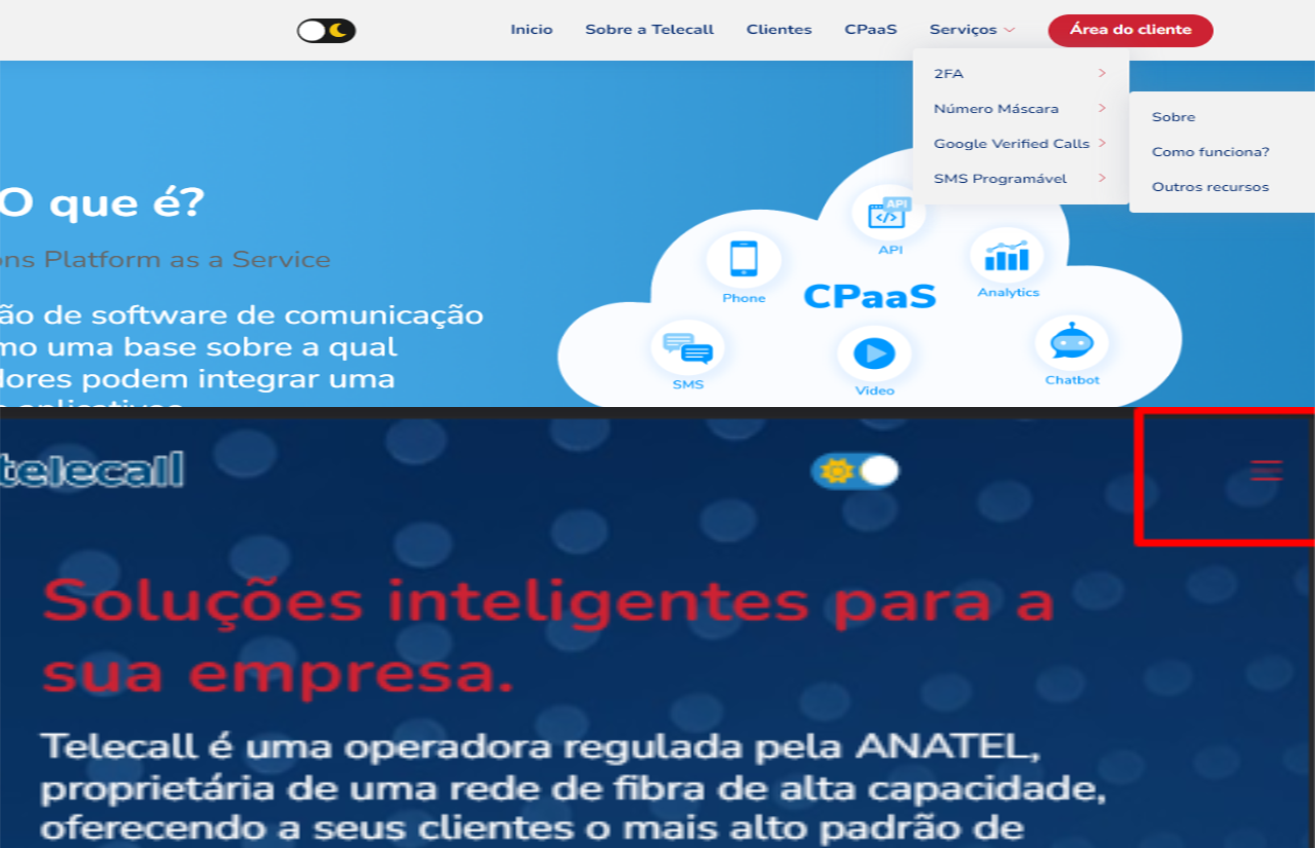 Inicio Sobre a Telecall Clientes CPaaS Serviços Área do cliente
2FA
Número Máscara
Google Verified Calls
SMS Programável
Sobre
Como funciona?
Outros recursos
O que é?
ons Platform as a Service
ão de software de comunicação
mo uma base sobre a qual
dores podem integrar uma
API
API
Phone
CPaaS
Analytics
SMS
Video
Chatbot
telecall
Soluções inteligentes para a
sua empresa.
Telecall é uma operadora regulada pela ANATEL,
proprietária de uma rede de fibra de alta capacidade,
oferecendo a seus clientes o mais alto padrão de